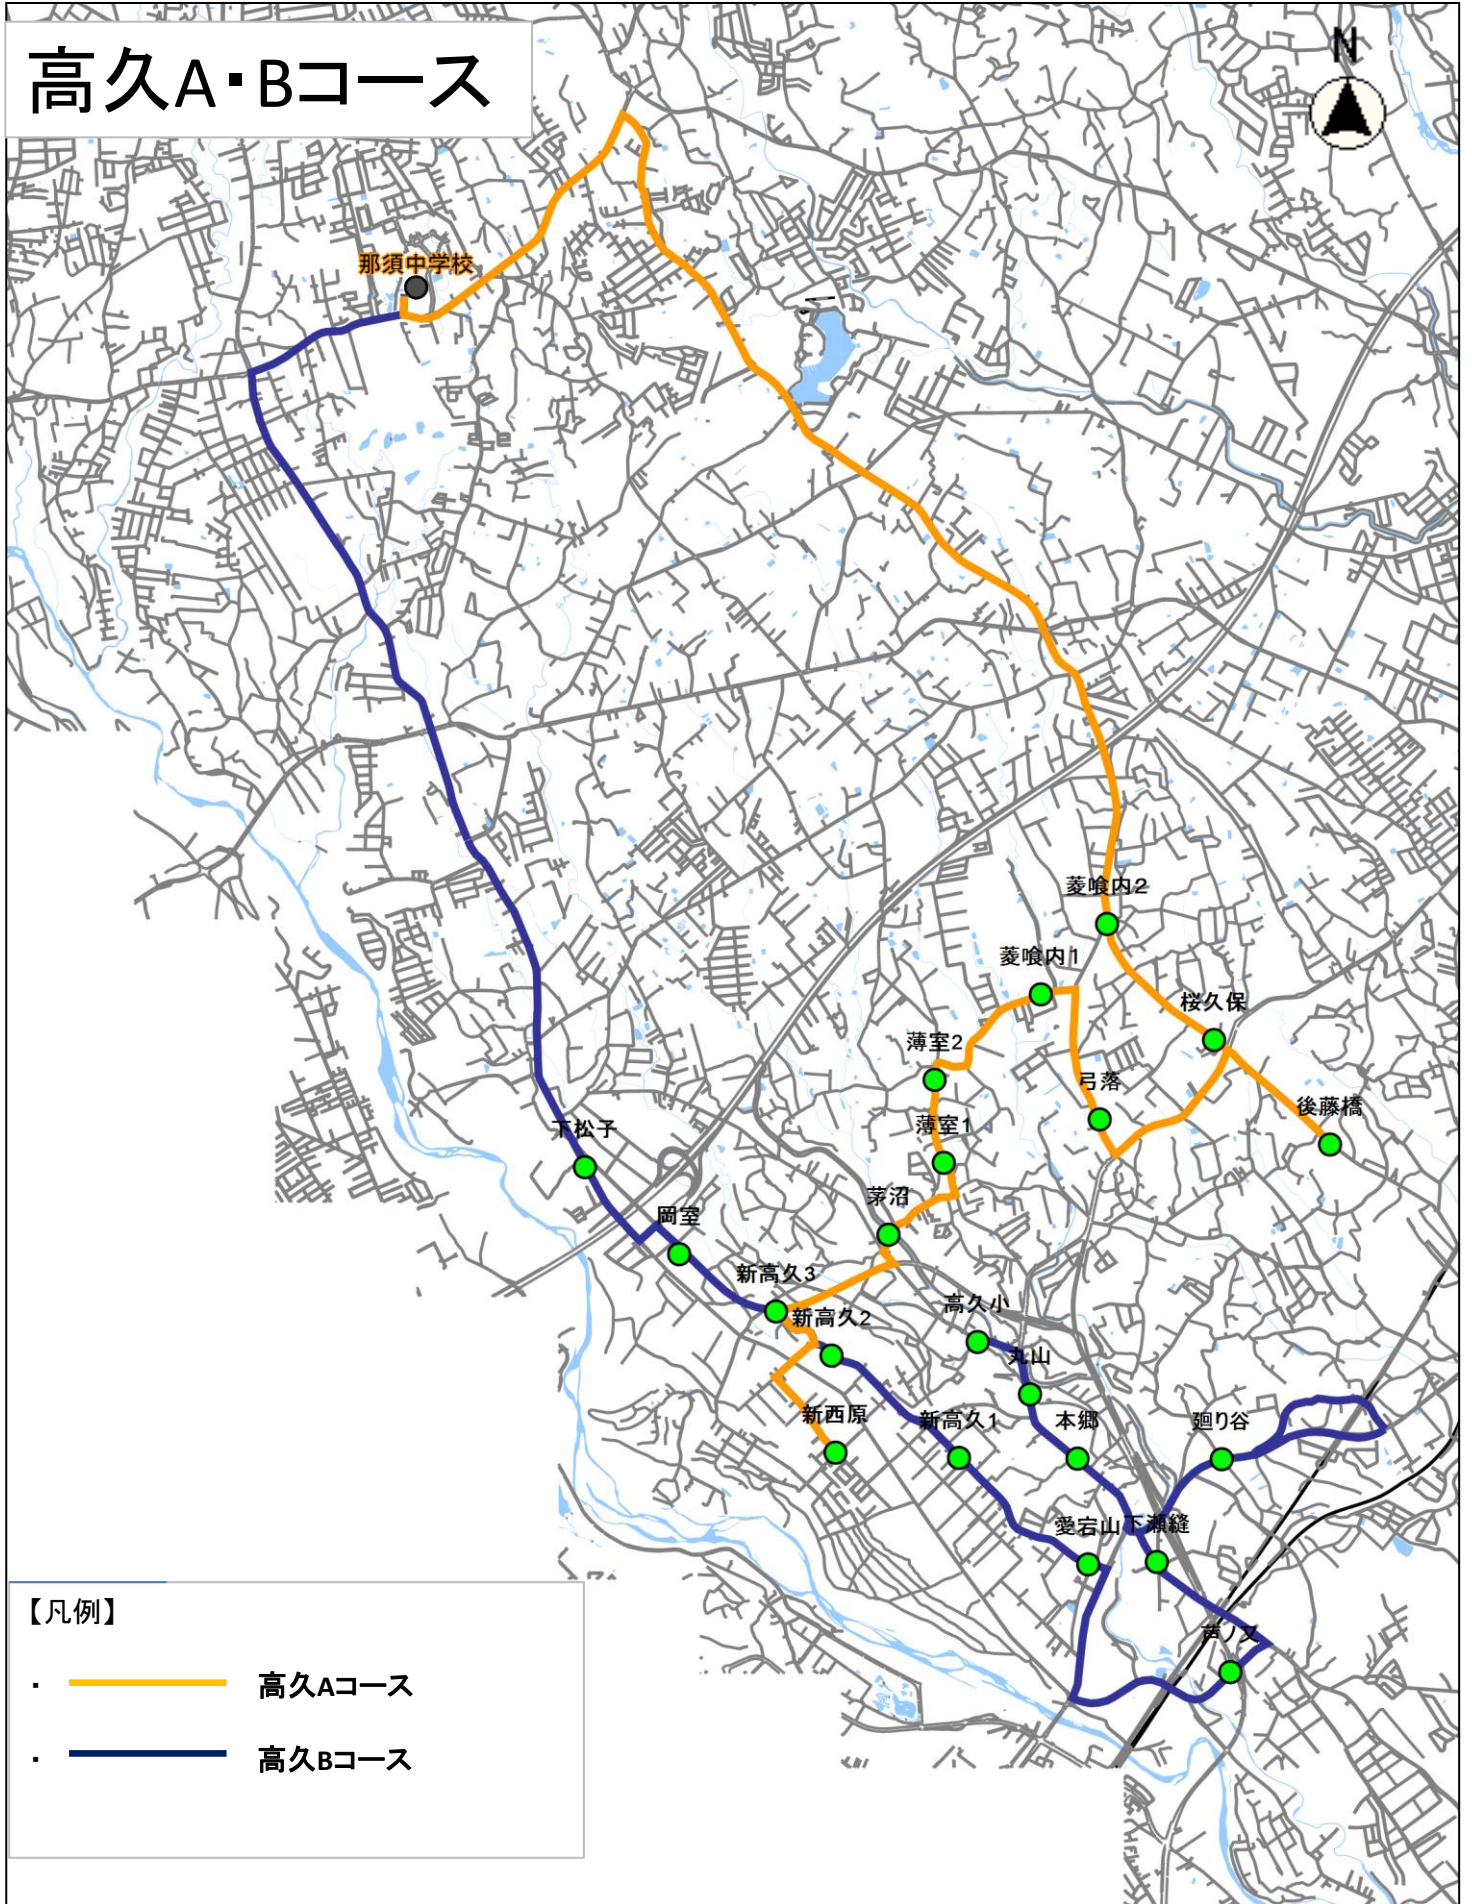 高久A・Bコース
N
那須中学校
菱喰内2
菱喰内1
桜久保
薄室2
弓落
後藤橋
薄室1
下松子
茅沼
岡室
新高久3
高久小
新高久2
丸山
新西原
新高久1
本郷
廻り谷
愛宕山
下瀬縫
芦ノ又
【凡例】
・ 高久Aコース
・ 高久Bコース